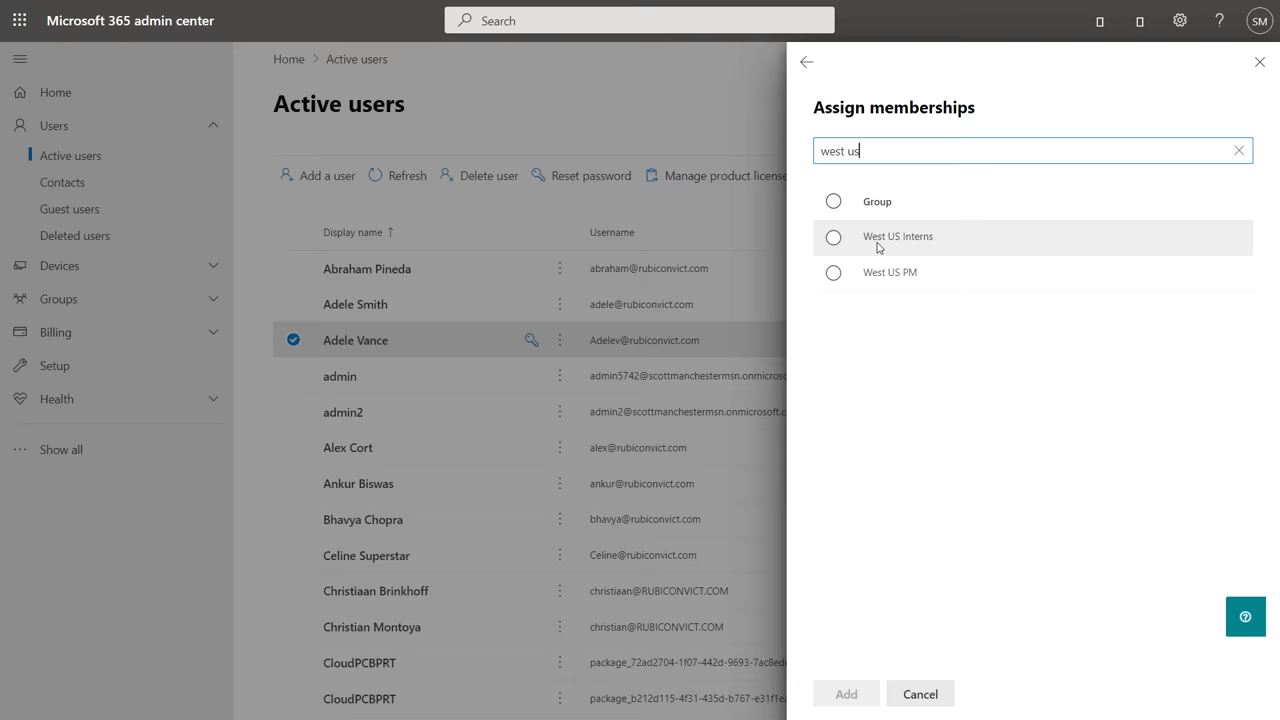 Microsoft 365 admin center
Search
SM
Home
Users
Active users
Contacts
Guest users
Deleted users
Devices
Groups
Billing
Setup
Health
Show all
Home > Active users
Active users
Add a user
Refresh
Delete user
Reset password
Manage product license
Display name ↑ Username
Abraham Pineda abraham@rubiconvict.com
Adele Smith adele@rubiconvict.com
Adele Vance Adelev@rubiconvict.com
admin admin5742@scottmanchestermsn.onmicros
admin2 admin2@scottmanchestermsn.onmicrosoft.c
Alex Cort alex@rubiconvict.com
Ankur Biswas ankur@rubiconvict.com
Bhavya Chopra bhavya@rubiconvict.com
Celine Superstar Celine@rubiconvict.com
Christiaan Brinkhoff christiaan@RUBICONVICT.COM
Christian Montoya christian@RUBICONVICT.COM
CloudPCBPRT package_72ad2704-1f07-442d-9693-7ac8ed
CloudPCBPRT package_b212d115-4f31-435d-b767-e31f1e
Assign memberships
west us
Group
West US Interns
West US PM
Add
Cancel